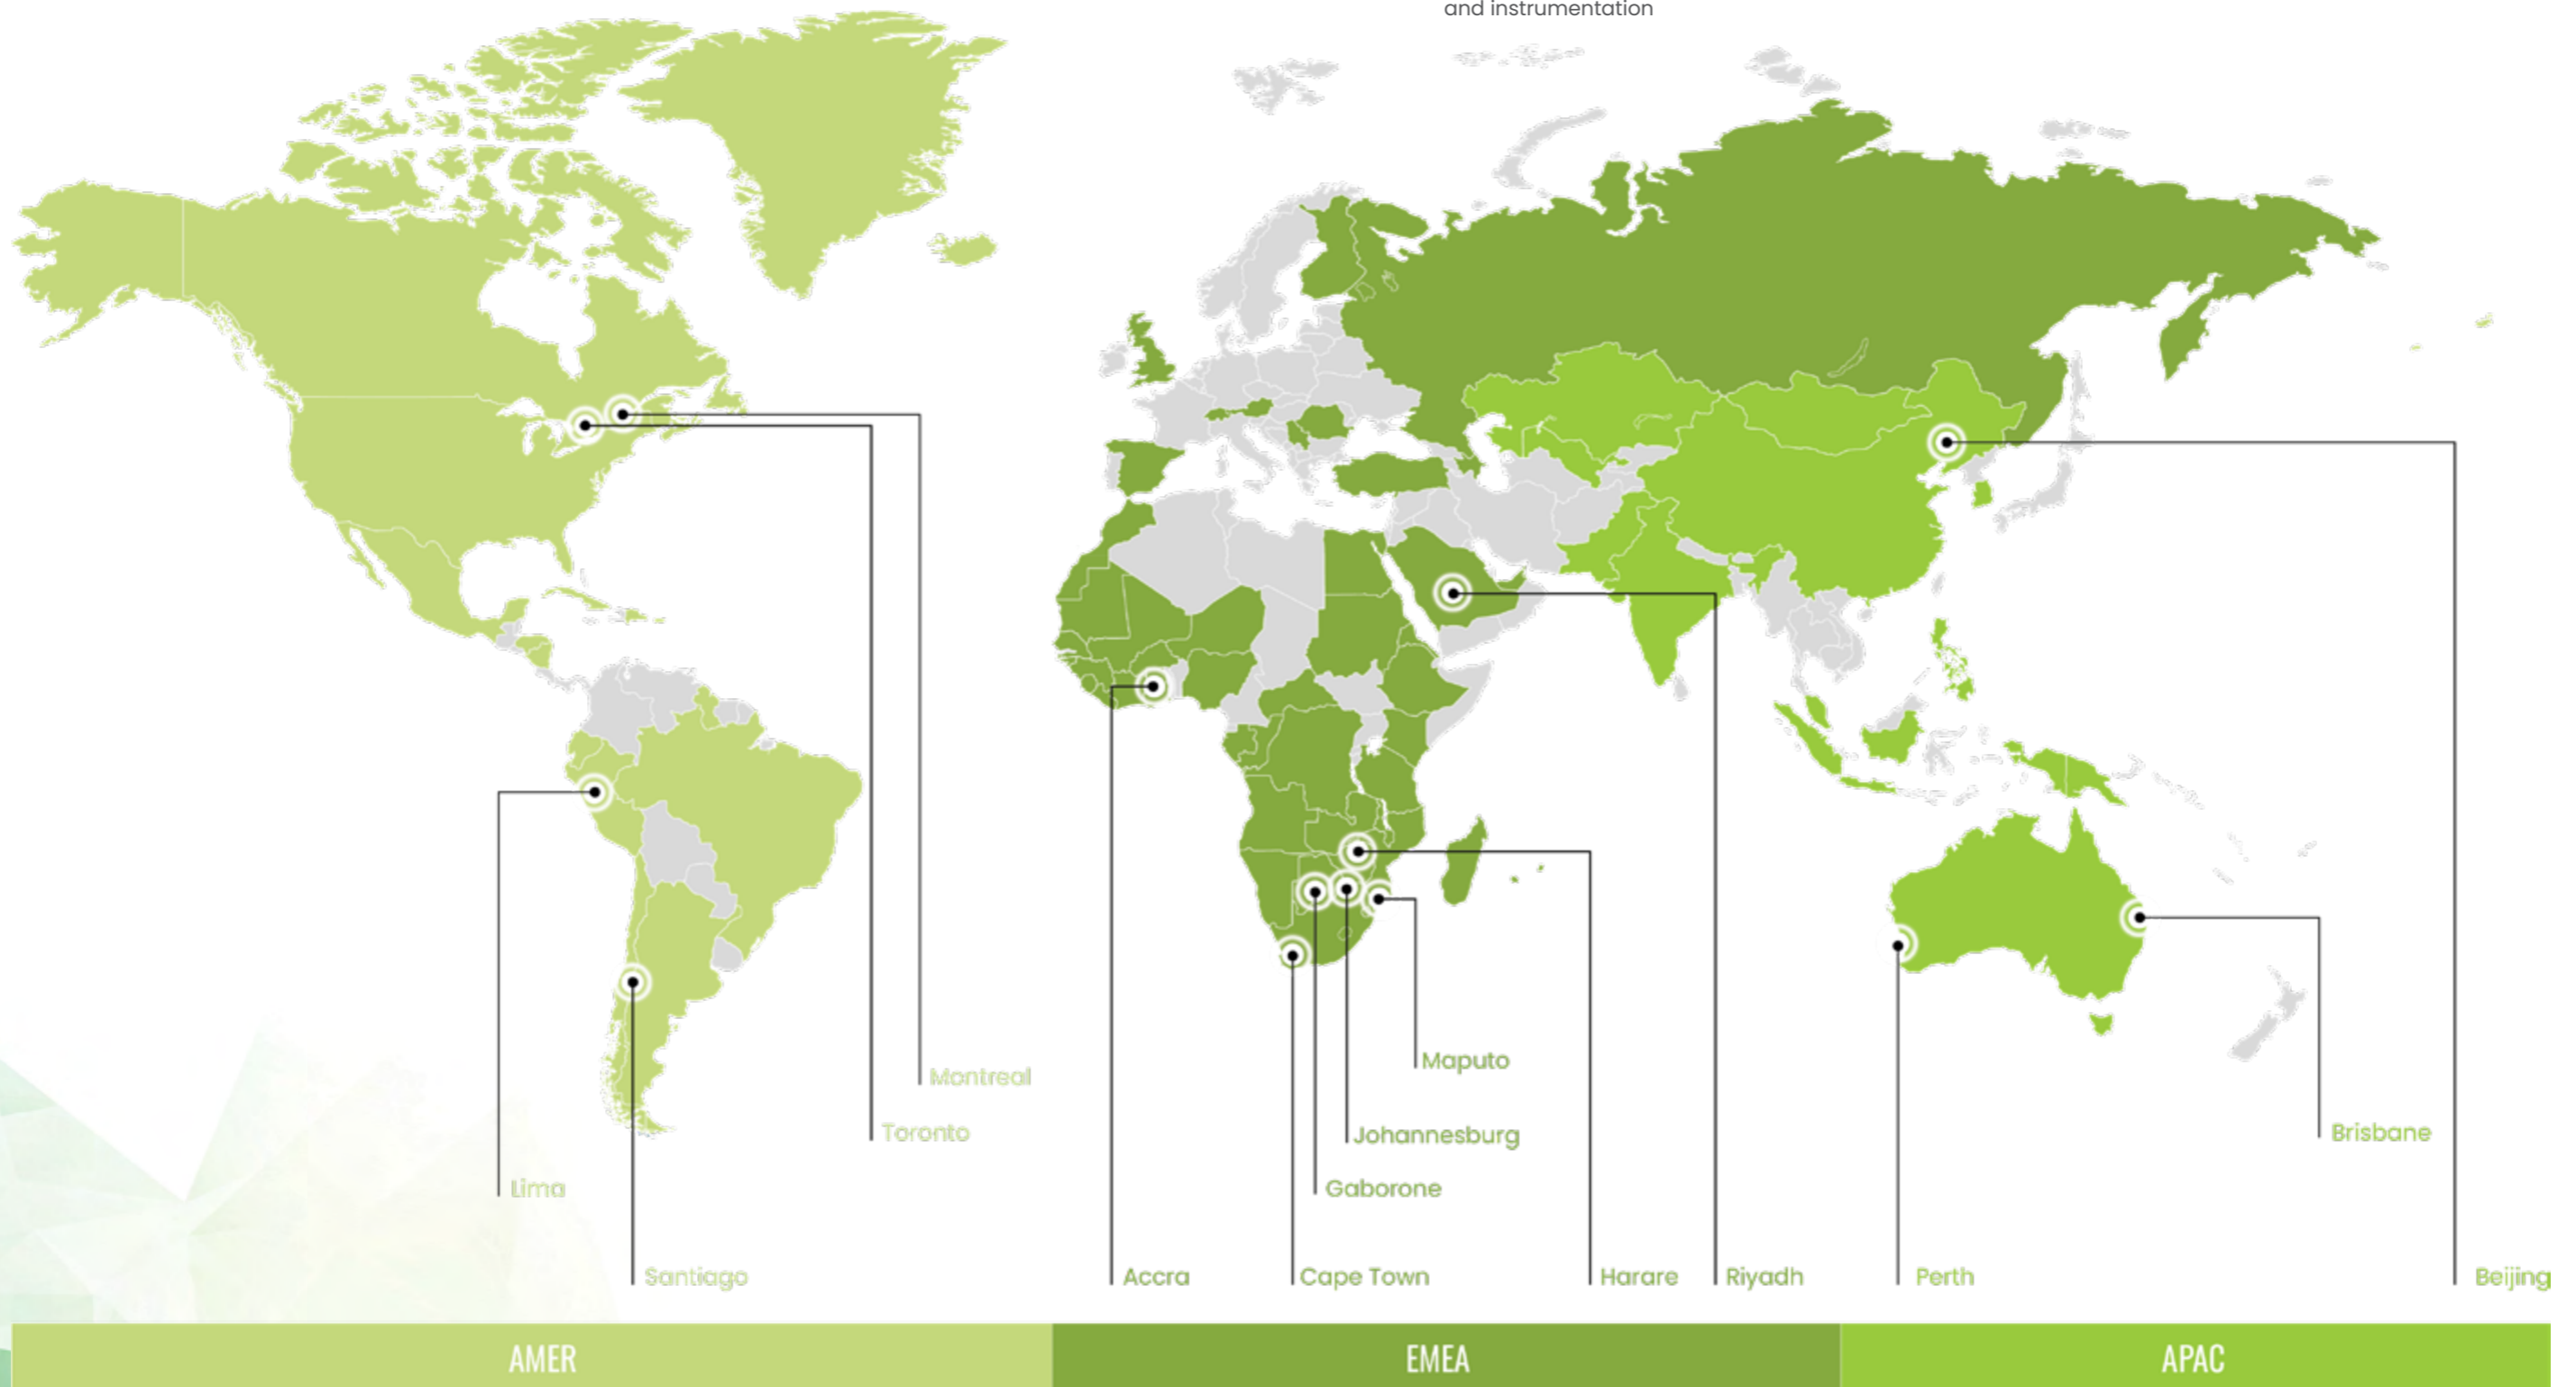 and instrumentation
Montreal
Toronto
Lima
Santiago
Maputo
Johannesburg
Gaborone
Accra
Cape Town
Harare
Riyadh
Brisbane
Perth
Beijing
AMER
EMEA
APAC